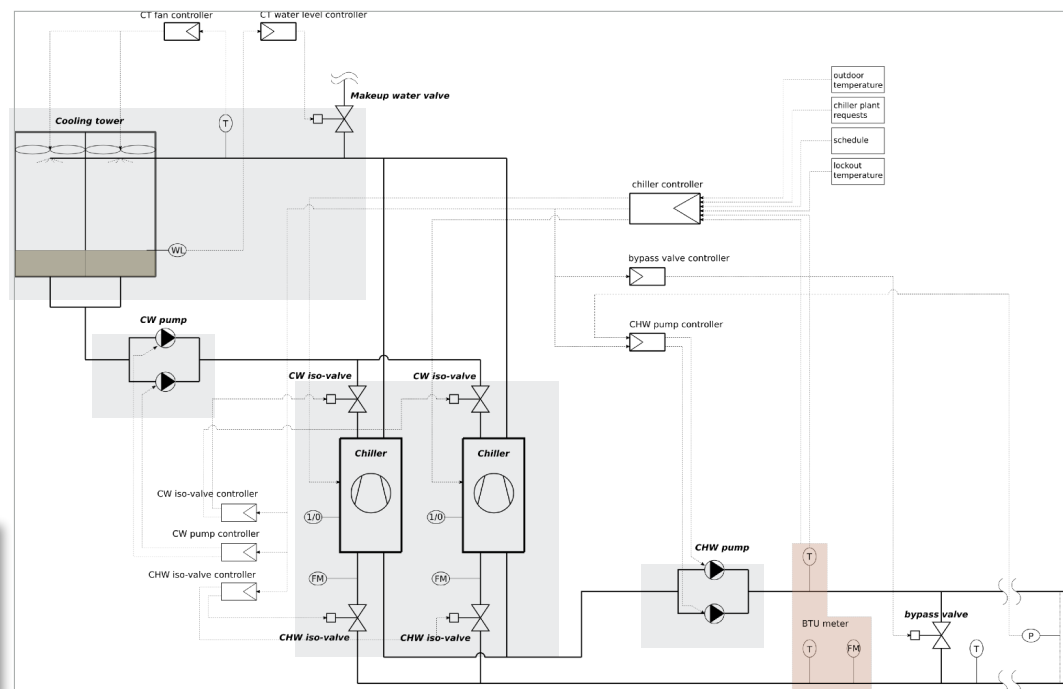 CT fan controller
CT water level controller
outdoor
temperature
chiller plant
requests
schedule
lockout
temperature
Makeup water valve
Cooling tower
T
chiller controller
WL
bypass valve controller
CW pump
CHW pump controller
CW iso-valve
CW iso-valve
Chiller
Chiller
CW iso-valve controller
1/0
1/0
CW pump controller
CHW pump
T
CHW iso-valve controller
FM
FM
bypass valve
BTU meter
CHW iso-valve
CHW iso-valve
P
T
FM
T